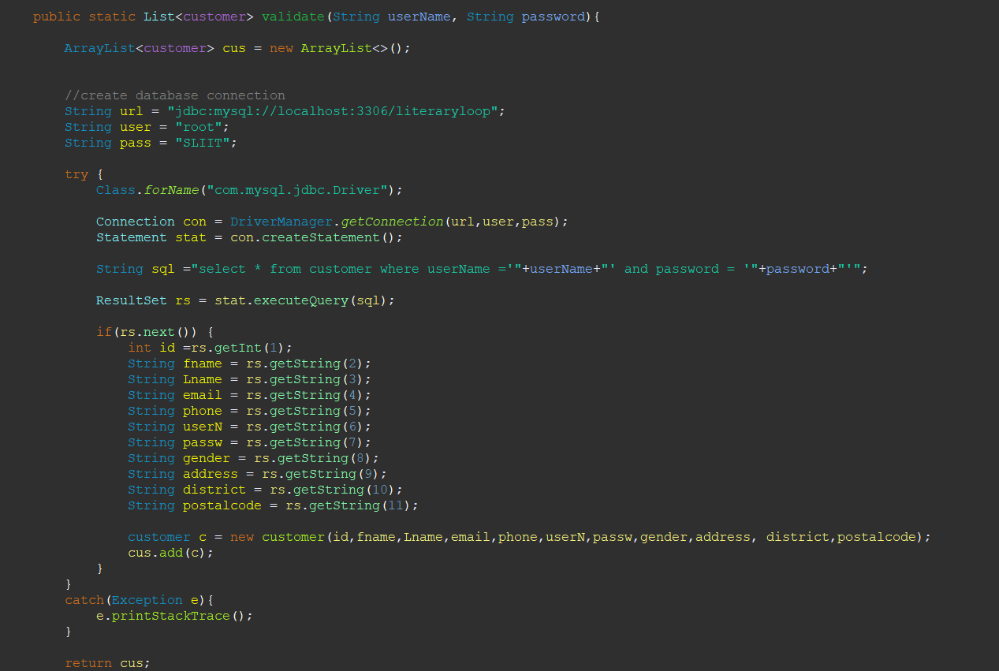 public static List<customer> validate(String userName, String password){
ArrayList<customer> cus = new ArrayList<>();
//create database connection
String url = "jdbc:mysql://localhost:3306/literaryloop";
String user = "root";
String pass = "SLIIT";
try {
Class.forName("com.mysql.jdbc.Driver");
Connection con = DriverManager.getConnection(url,user,pass);
Statement stat = con.createStatement();
String sql ="select * from customer where userName ='"+userName+"' and password = '"+password+"'";
ResultSet rs = stat.executeQuery(sql);
if(rs.next()) {
int id =rs.getInt(1);
String fname = rs.getString(2);
String Lname = rs.getString(3);
String email = rs.getString(4);
String phone = rs.getString(5);
String userN = rs.getString(6);
String passw = rs.getString(7);
String gender = rs.getString(8);
String address = rs.getString(9);
String district = rs.getString(10);
String postalcode = rs.getString(11);
customer c = new customer(id,fname,Lname,email,phone,userN,passw,gender,address, district,postalcode);
cus.add(c);
}
}
catch(Exception e){
e.printStackTrace();
}
return cus;